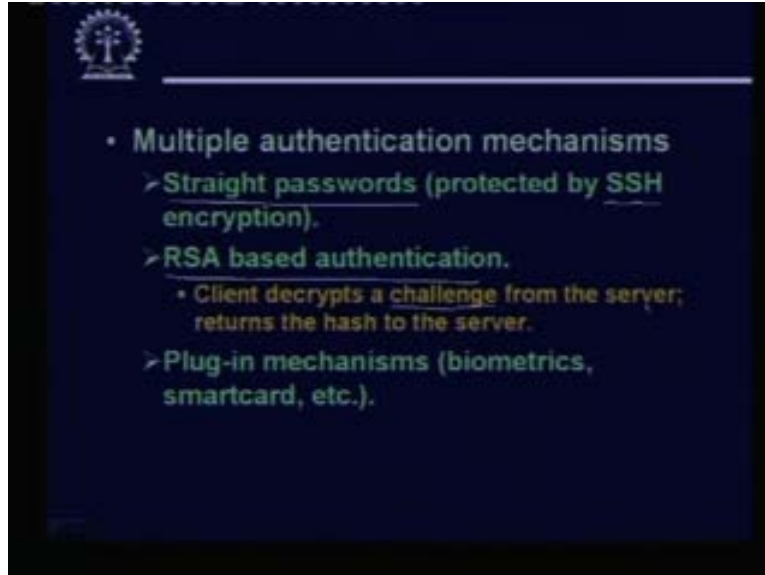 • Multiple authentication mechanisms
➢Straight passwords (protected by SSH
encryption).
➢RSA based authentication.
• Client decrypts a challenge from the server;
returns the hash to the server.
➢Plug-in mechanisms (biometrics,
smartcard, etc.).